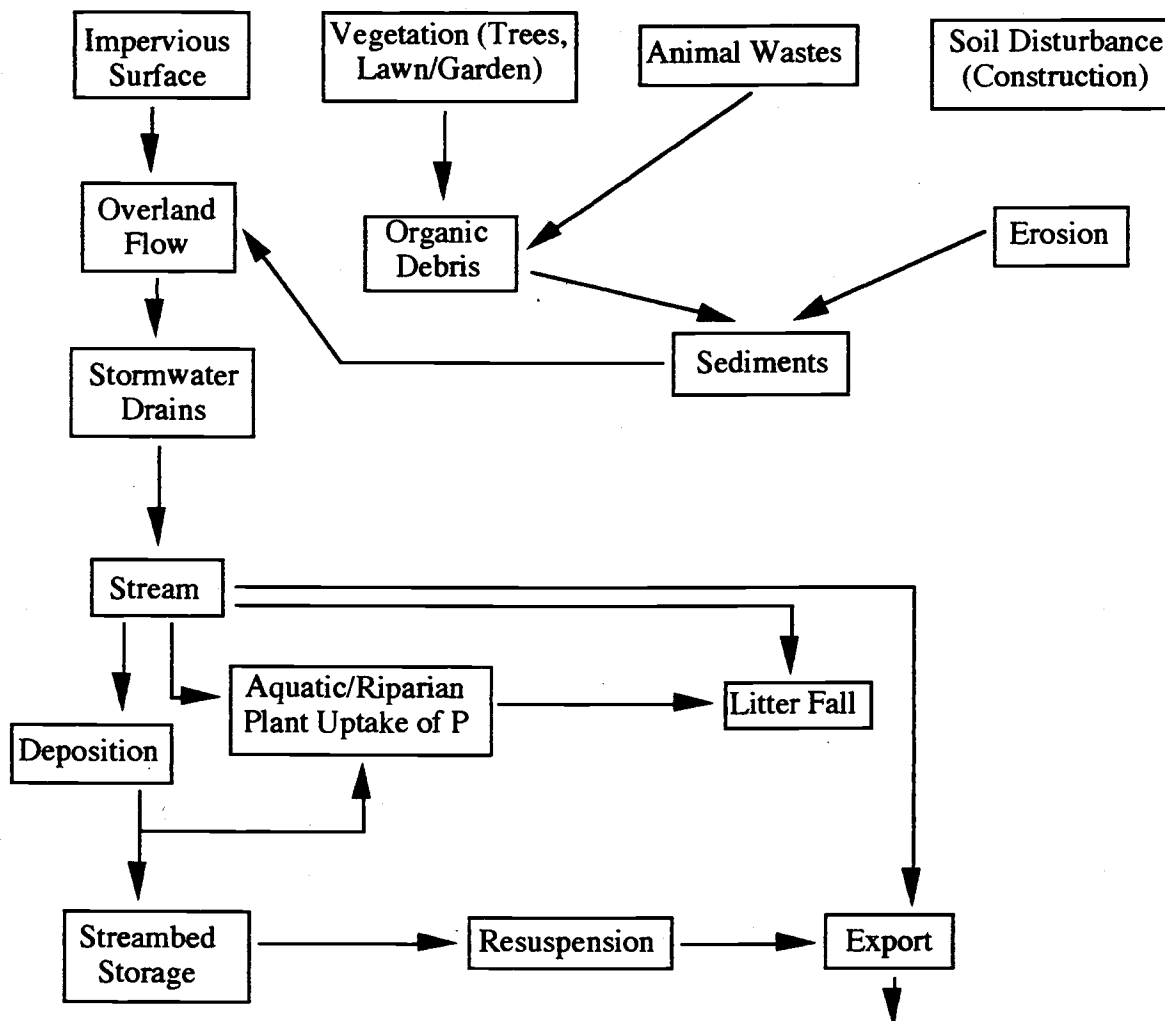 Impervious
Surface
Vegetation (Trees,
Lawn/Garden)
Animal Wastes
Soil Disturbance
(Construction)
Overland
Flow
Organic
Debris
Erosion
Stormwater
Drains
Sediments
Stream
Aquatic/Riparian
Plant Uptake of P
Litter Fall
Deposition
Streambed
Storage
Resuspension
Export